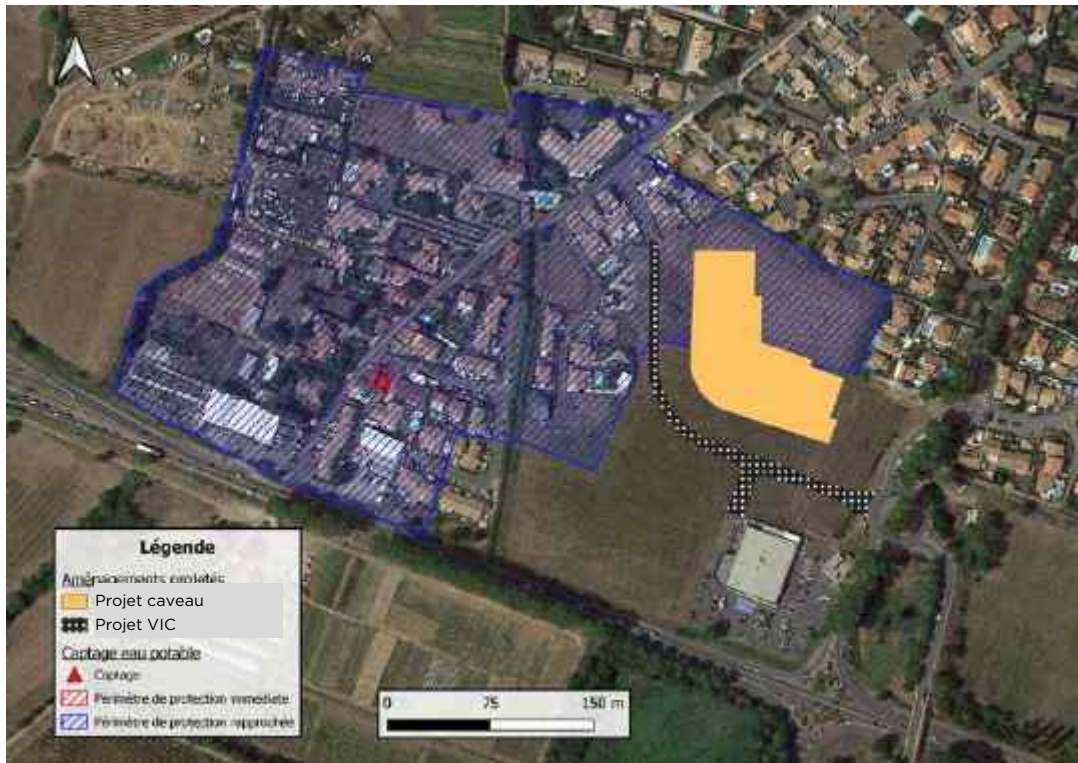 Légende
Aménagements projetés
Projet caveau
Projet VIC
Captage eau potable
Captage
Périmètre de protection immédiate
Périmètre de protection rapprochée
0 75 150 m